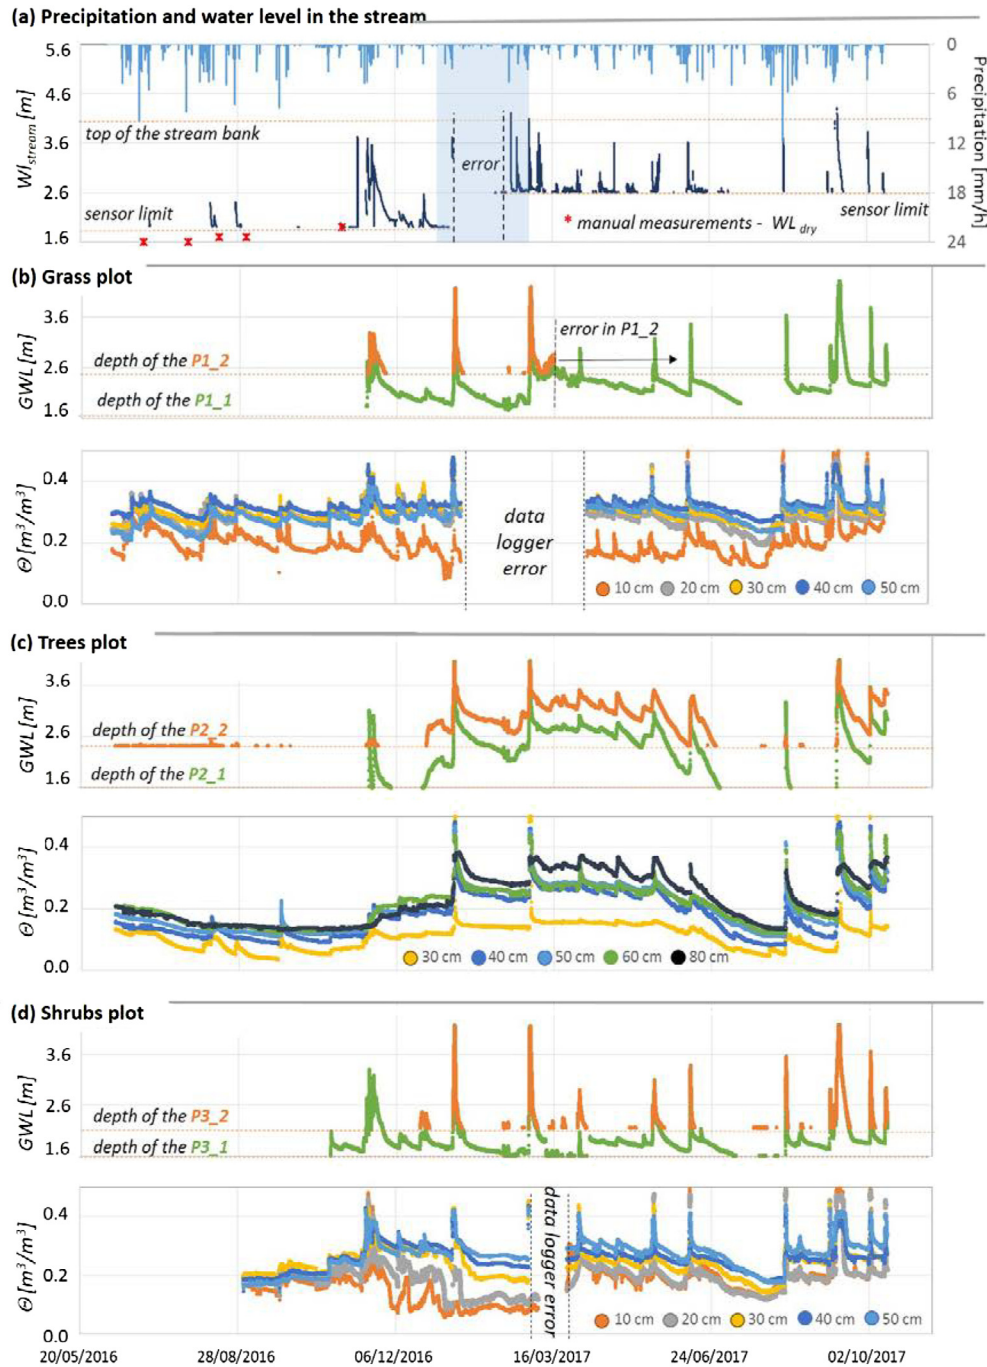 (a) Precipitation and water level in the stream
5.6
4.6
3.6
2.6
1.6
Wl stream [m]
0
6
12
18
24
Precipitation [mm/h]
top of the stream bank
error
sensor limit
sensor limit
* manual measurements - WL dry
(b) Grass plot
3.6
2.6
1.6
GWL [m]
error in P1_2
depth of the P1_2
depth of the P1_1
0.4
0.2
0.0
Θ [m³/m³]
data
logger
error
10 cm 20 cm 30 cm 40 cm 50 cm
(c) Trees plot
3.6
2.6
1.6
GWL [m]
depth of the P2_2
depth of the P2_1
0.4
0.2
0.0
Θ [m³/m³]
30 cm 40 cm 50 cm 60 cm 80 cm
(d) Shrubs plot
3.6
2.6
1.6
GWL [m]
depth of the P3_2
depth of the P3_1
0.4
0.2
0.0
Θ [m³/m³]
data logger error
10 cm 20 cm 30 cm 40 cm 50 cm
20/05/2016 28/08/2016 06/12/2016 16/03/2017 24/06/2017 02/10/2017